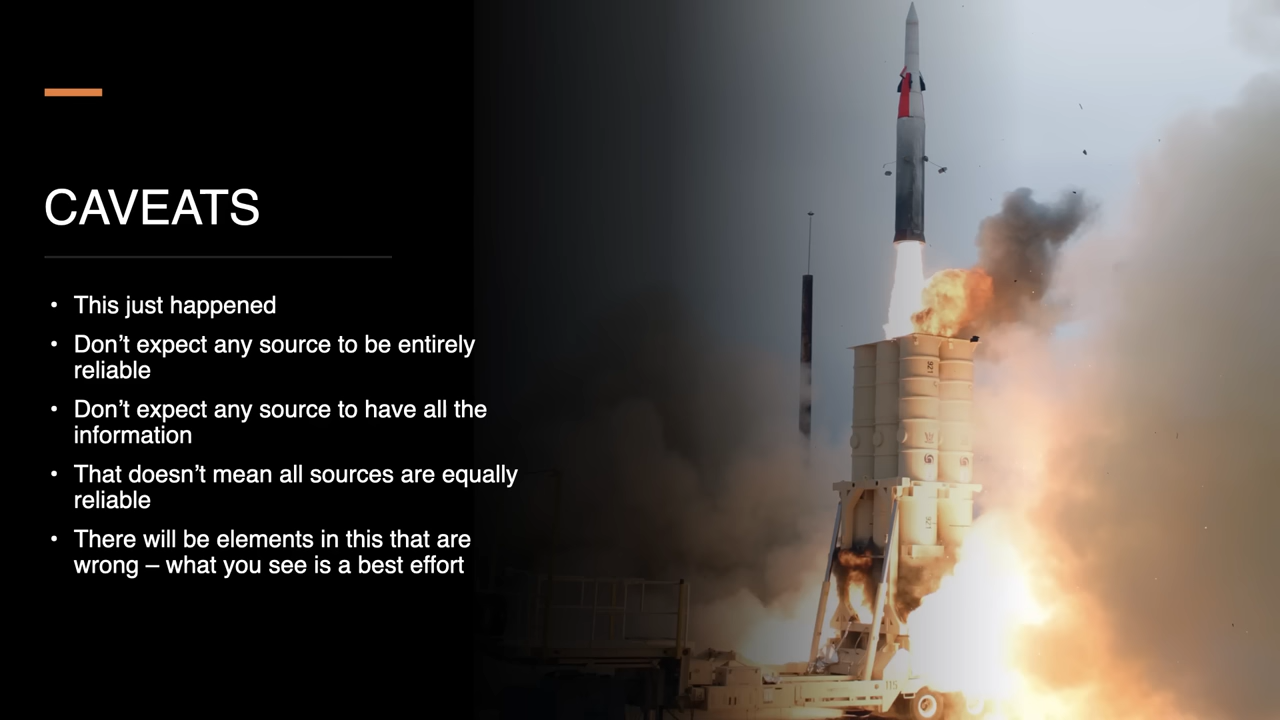 CAVEATS
• This just happened
• Don’t expect any source to be entirely
reliable
• Don’t expect any source to have all the
information
• That doesn’t mean all sources are equally
reliable
• There will be elements in this that are
wrong – what you see is a best effort
115